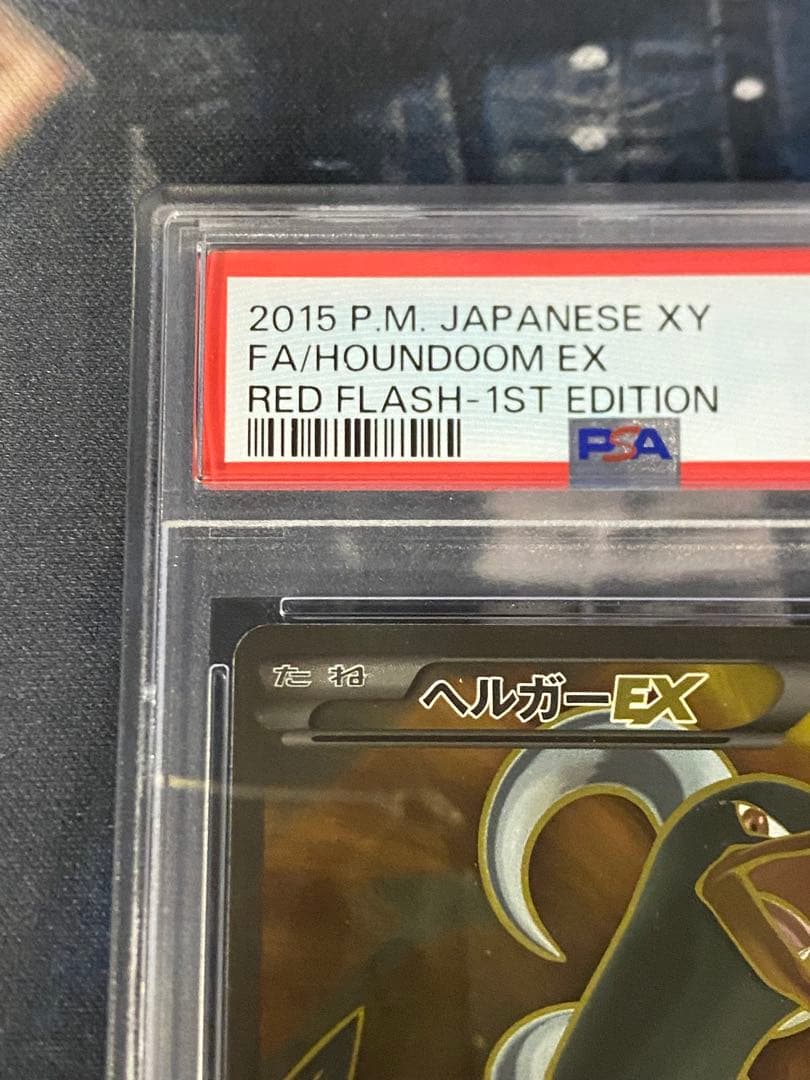 2015 P.M. JAPANESE XY
FA/HOUNDOOM EX
RED FLASH-1ST EDITION
PSA
たね
ヘルガーEX